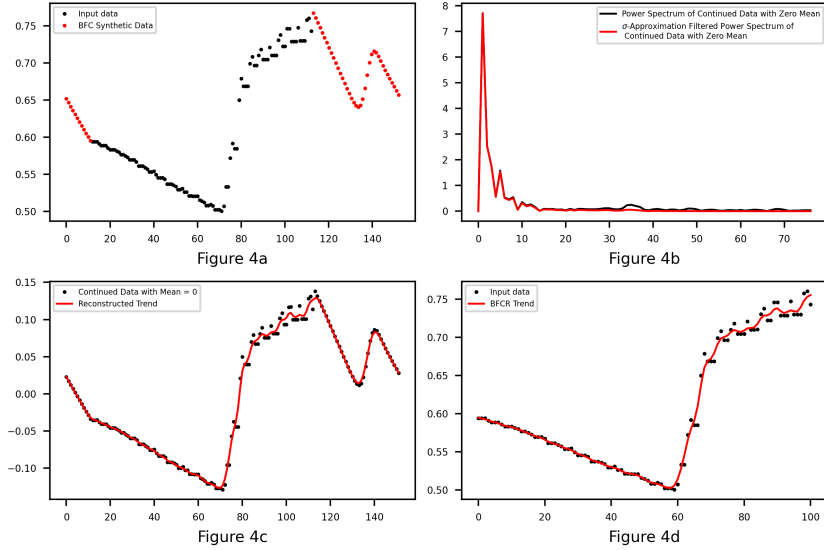 Input data
BFC Synthetic Data
0.75
0.70
0.65
0.60
0.55
0.50
0 20 40 60 80 100 120 140
Figure 4a
Power Spectrum of Continued Data with Zero Mean
σ-Approximation Filtered Power Spectrum of
Continued Data with Zero Mean
8
7
6
5
4
3
2
1
0
0 10 20 30 40 50 60 70
Figure 4b
Continued Data with Mean = 0
Reconstructed Trend
0.15
0.10
0.05
0.00
−0.05
−0.10
0 20 40 60 80 100 120 140
Figure 4c
Input data
BFCR Trend
0.75
0.70
0.65
0.60
0.55
0.50
0 20 40 60 80 100
Figure 4d